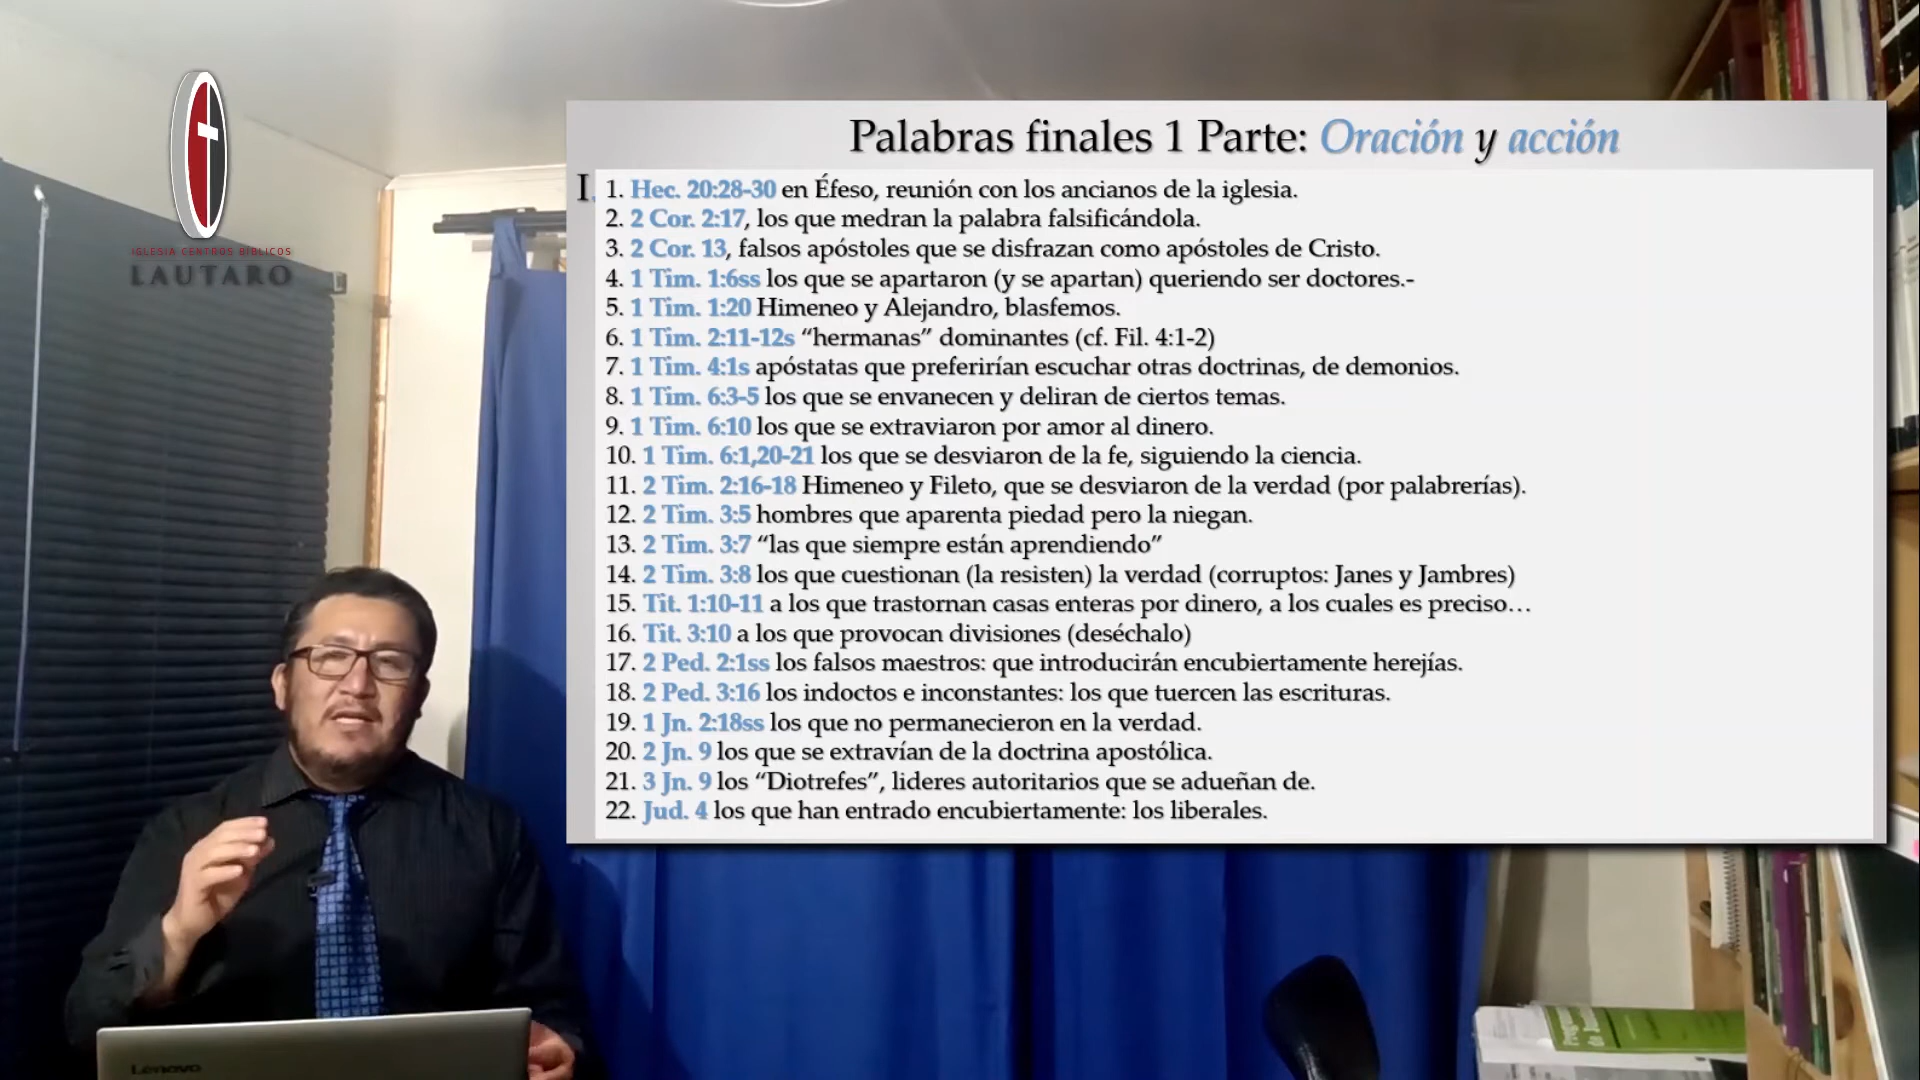 IGLESIA CENTROS BÍBLICOS
LAUTARO
Palabras finales 1 Parte: Oración y acción
I.
1. Hec. 20:28-30 en Éfeso, reunión con los ancianos de la iglesia.
2. 2 Cor. 2:17, los que medran la palabra falsificándola.
3. 2 Cor. 13, falsos apóstoles que se disfrazan como apóstoles de Cristo.
4. 1 Tim. 1:6ss los que se apartaron (y se apartan) queriendo ser doctores.-
5. 1 Tim. 1:20 Himeneo y Alejandro, blasfemos.
6. 1 Tim. 2:11-12s “hermanas” dominantes (cf. Fil. 4:1-2)
7. 1 Tim. 4:1s apóstatas que preferirían escuchar otras doctrinas, de demonios.
8. 1 Tim. 6:3-5 los que se envanecen y deliran de ciertos temas.
9. 1 Tim. 6:10 los que se extraviaron por amor al dinero.
10. 1 Tim. 6:1,20-21 los que se desviaron de la fe, siguiendo la ciencia.
11. 2 Tim. 2:16-18 Himeneo y Fileto, que se desviaron de la verdad (por palabrerías).
12. 2 Tim. 3:5 hombres que aparenta piedad pero la niegan.
13. 2 Tim. 3:7 “las que siempre están aprendiendo”
14. 2 Tim. 3:8 los que cuestionan (la resisten) la verdad (corruptos: Janes y Jambres)
15. Tit. 1:10-11 a los que trastornan casas enteras por dinero, a los cuales es preciso…
16. Tit. 3:10 a los que provocan divisiones (deséchalo)
17. 2 Ped. 2:1ss los falsos maestros: que introducirán encubiertamente herejías.
18. 2 Ped. 3:16 los indoctos e inconstantes: los que tuercen las escrituras.
19. 1 Jn. 2:18ss los que no permanecieron en la verdad.
20. 2 Jn. 9 los que se extravían de la doctrina apostólica.
21. 3 Jn. 9 los “Diotrefes”, lideres autoritarios que se adueñan de.
22. Jud. 4 los que han entrado encubiertamente: los liberales.
Lenovo